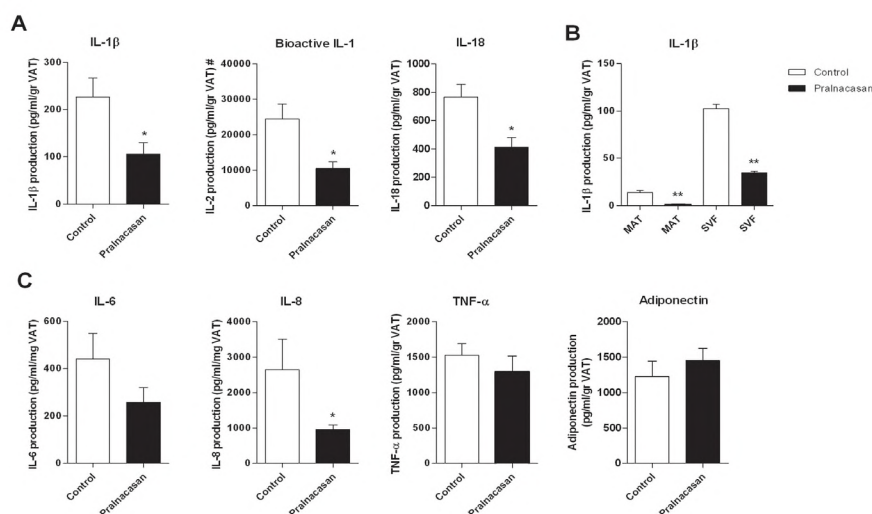 A
IL-1β
IL-1β production (pg/ml/gr VAT)
300
200
100
0
Control
Pralnacasan
*
Bioactive IL-1
IL-2 production (pg/ml/gr VAT) #
40000
30000
20000
10000
0
Control
Pralnacasan
*
IL-18
IL-18 production (pg/ml/gr VAT)
800
600
400
200
0
Control
Pralnacasan
*
B
IL-1β
IL-1β production (pg/ml/gr VAT)
150
100
50
0
MAT
MAT
SVF
SVF
**
**
Control
Pralnacasan
C
IL-6
IL-6 production (pg/ml/mg VAT)
600
400
200
0
Control
Pralnacasan
IL-8
IL-8 production (pg/ml/mg VAT)
4000
3000
2000
1000
0
Control
Pralnacasan
*
TNF-α
TNF-α production (pg/ml/gr VAT)
2000
1500
1000
500
0
Control
Pralnacasan
Adiponectin
Adiponectin production
(pg/ml/gr VAT)
2000
1500
1000
500
0
Control
Pralnacasan